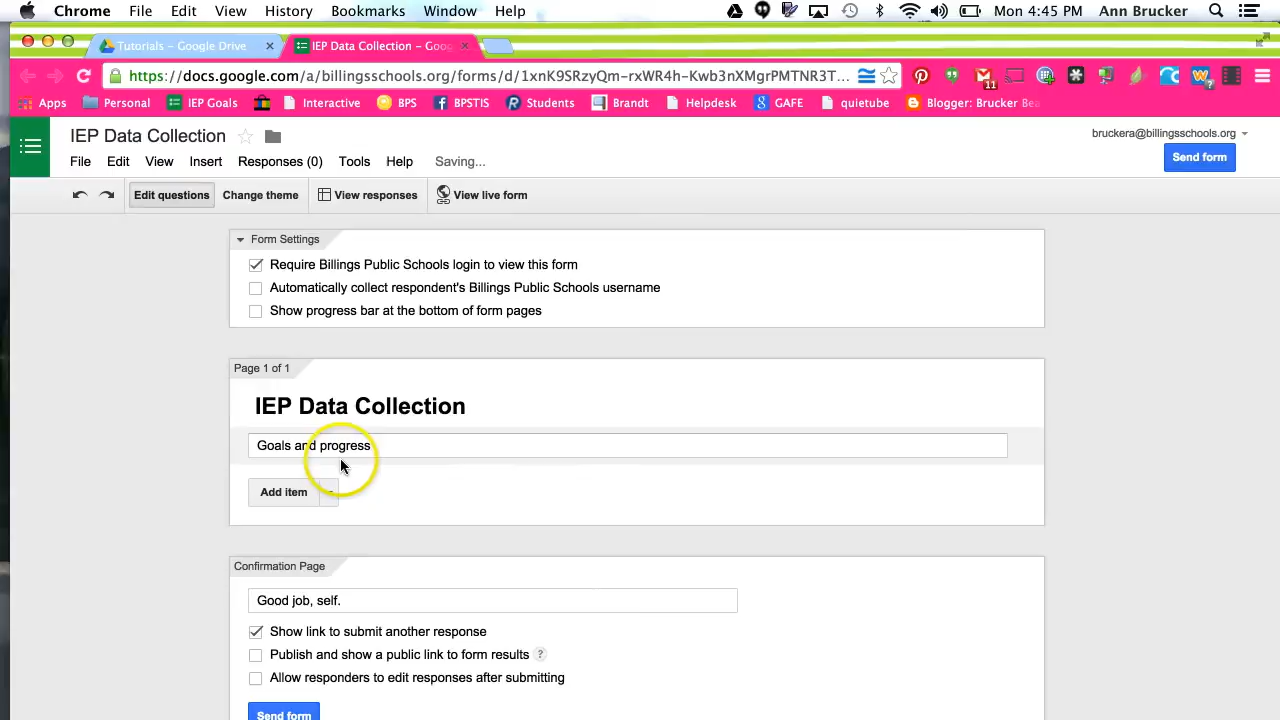 Chrome File Edit View History Bookmarks Window Help Mon 4:45 PM Ann Brucker
Tutorials – Google Drive × IEP Data Collection – Goog ×
https://docs.google.com/a/billingsschools.org/forms/d/1xnK9SRzyQm-rxWR4h-Kwb3nXMgrPMTNR3T... 11
Apps Personal IEP Goals Interactive BPS BPSTIS Students Brandt Helpdesk GAFE quietube Blogger: Brucker Bea
IEP Data Collection bruckera@billingsschools.org
File Edit View Insert Responses (0) Tools Help Saving... Send form
Edit questions Change theme View responses View live form
Form Settings
Require Billings Public Schools login to view this form
Automatically collect respondent's Billings Public Schools username
Show progress bar at the bottom of form pages
Page 1 of 1
IEP Data Collection
Goals and progress
Add item
Confirmation Page
Good job, self.
Show link to submit another response
Publish and show a public link to form results ?
Allow responders to edit responses after submitting
Send form